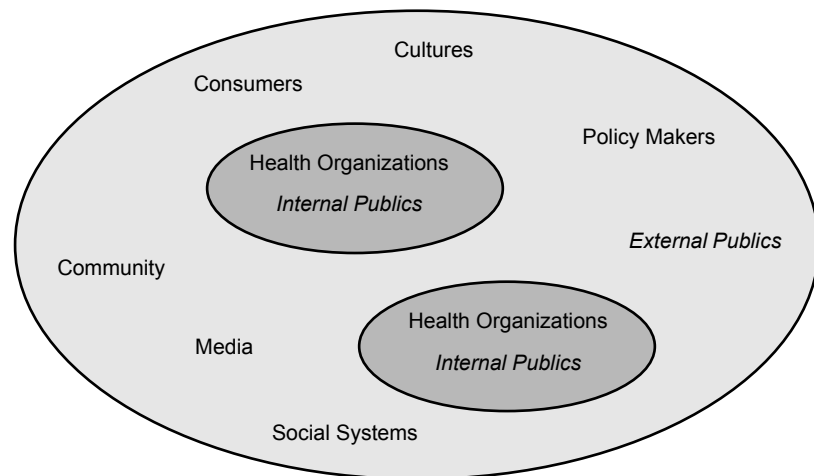 Cultures
Consumers
Policy Makers
Health Organizations
Internal Publics
External Publics
Community
Health Organizations
Internal Publics
Media
Social Systems